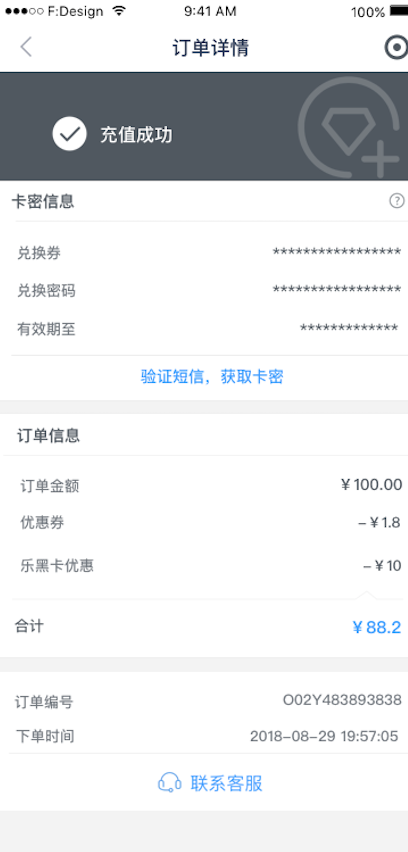 F:Design 9:41 AM 100%
订单详情
充值成功
卡密信息 ?
兑换券 *****************
兑换密码 *****************
有效期至 *************
验证短信，获取卡密
订单信息
订单金额 ¥100.00
优惠券 -¥1.8
乐黑卡优惠 -¥10
合计 ¥88.2
订单编号 O02Y483893838
下单时间 2018-08-29 19:57:05
联系客服